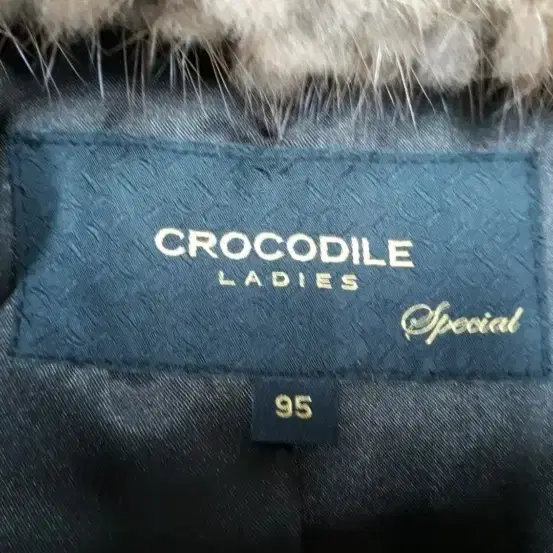 CROCODILE
LADIES
Special
95